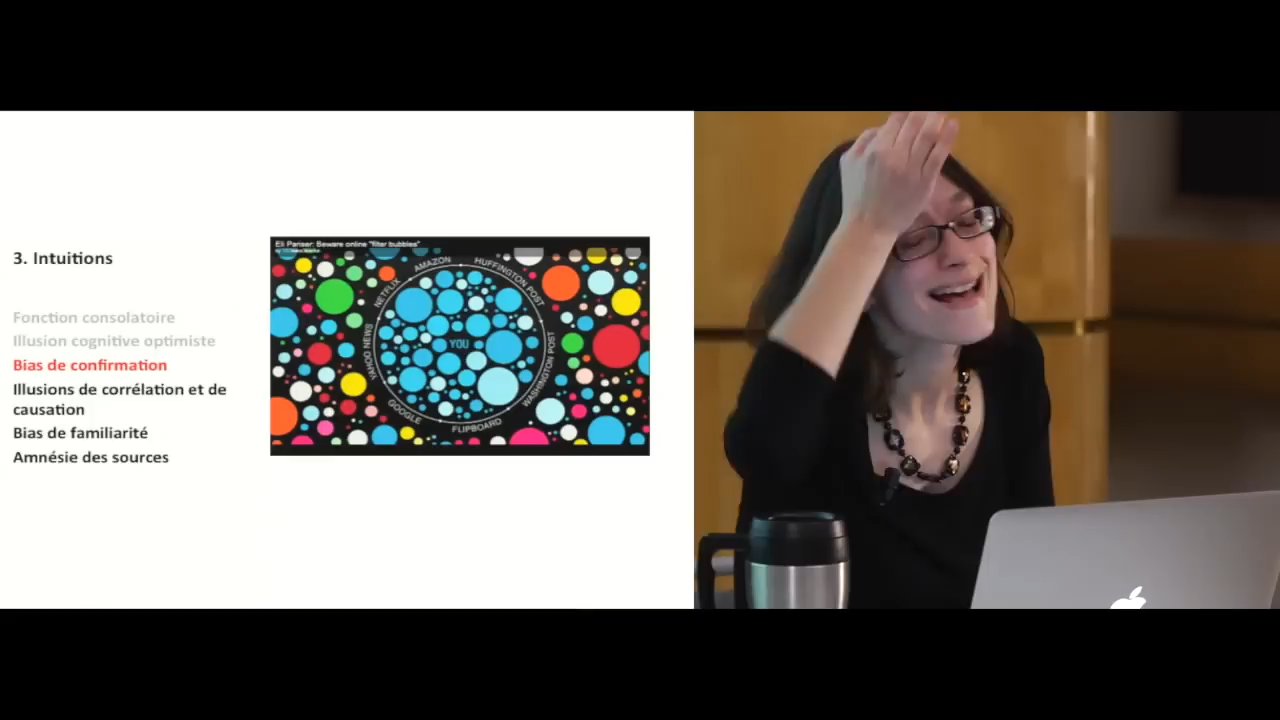 3. Intuitions
Fonction consolatoire
Illusion cognitive optimiste
Biais de confirmation
Illusions de corrélation et de
causation
Biais de familiarité
Amnésie des sources
Eli Pariser: Beware online "filter bubbles"
AMAZON
HUFFINGTON POST
NETFLIX
YOU
YAHOO NEWS
WASHINGTON POST
GOOGLE
FLIPBOARD